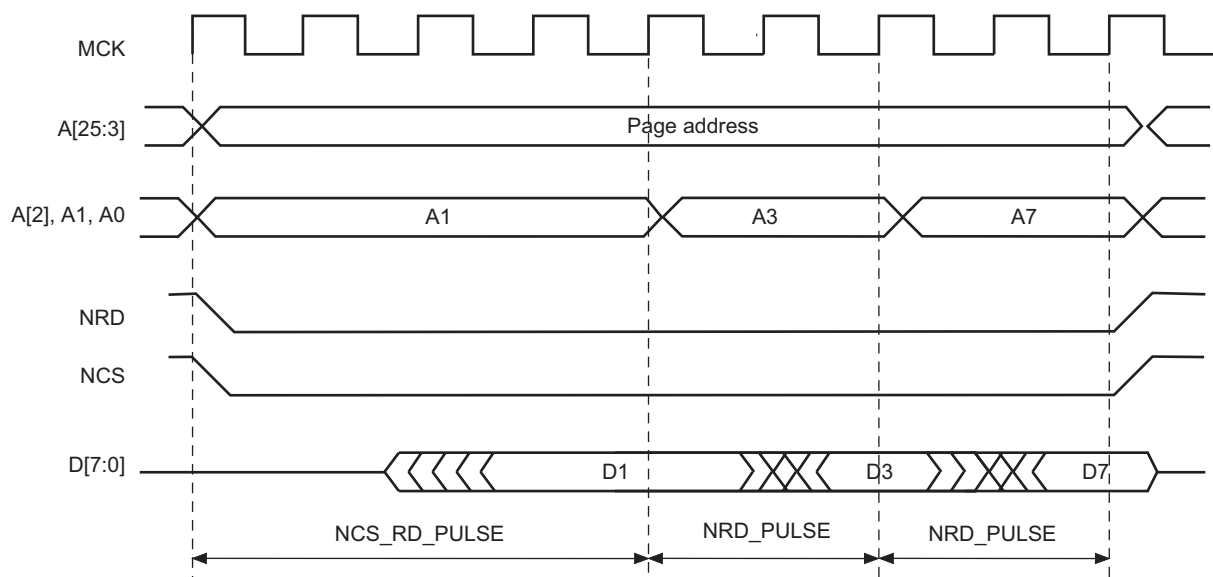 MCK
A[25:3]
Page address
A[2], A1, A0
A1
A3
A7
NRD
NCS
D[7:0]
D1
D3
D7
NCS_RD_PULSE
NRD_PULSE
NRD_PULSE